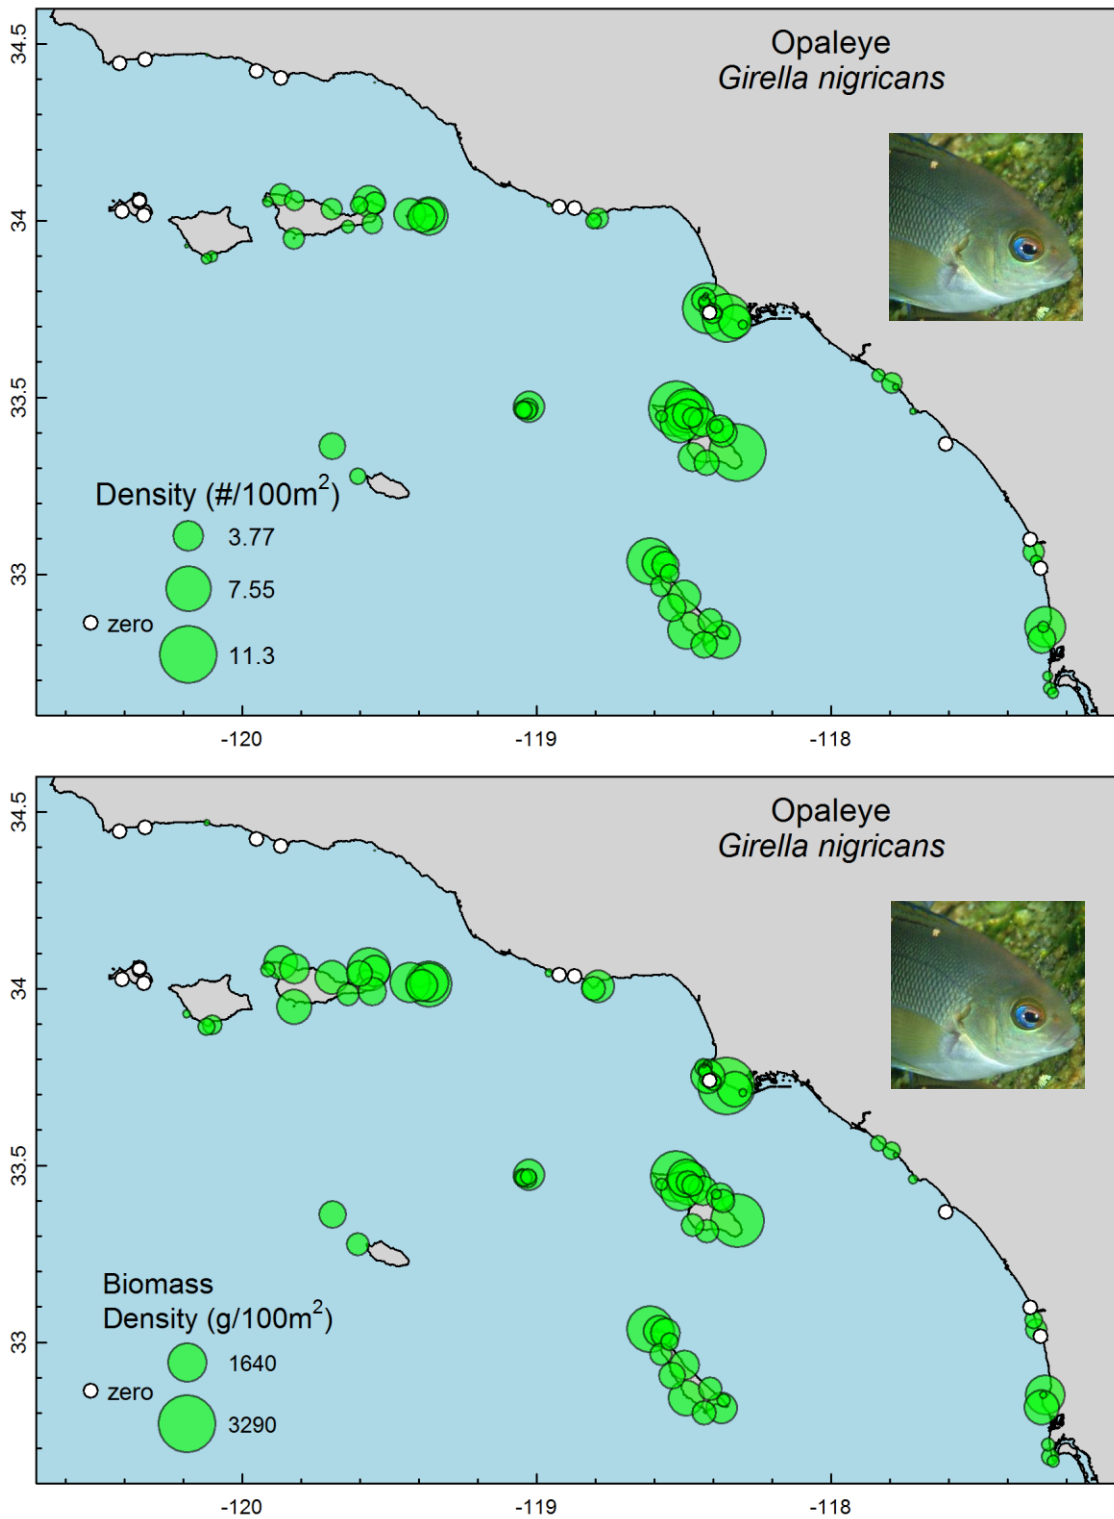 Opaleye
Girella nigricans
34.5
34
33.5
33
Density (#/100m²)
3.77
7.55
zero
11.3
-120
-119
-118
Opaleye
Girella nigricans
34.5
34
33.5
33
Biomass
Density (g/100m²)
1640
zero
3290
-120
-119
-118